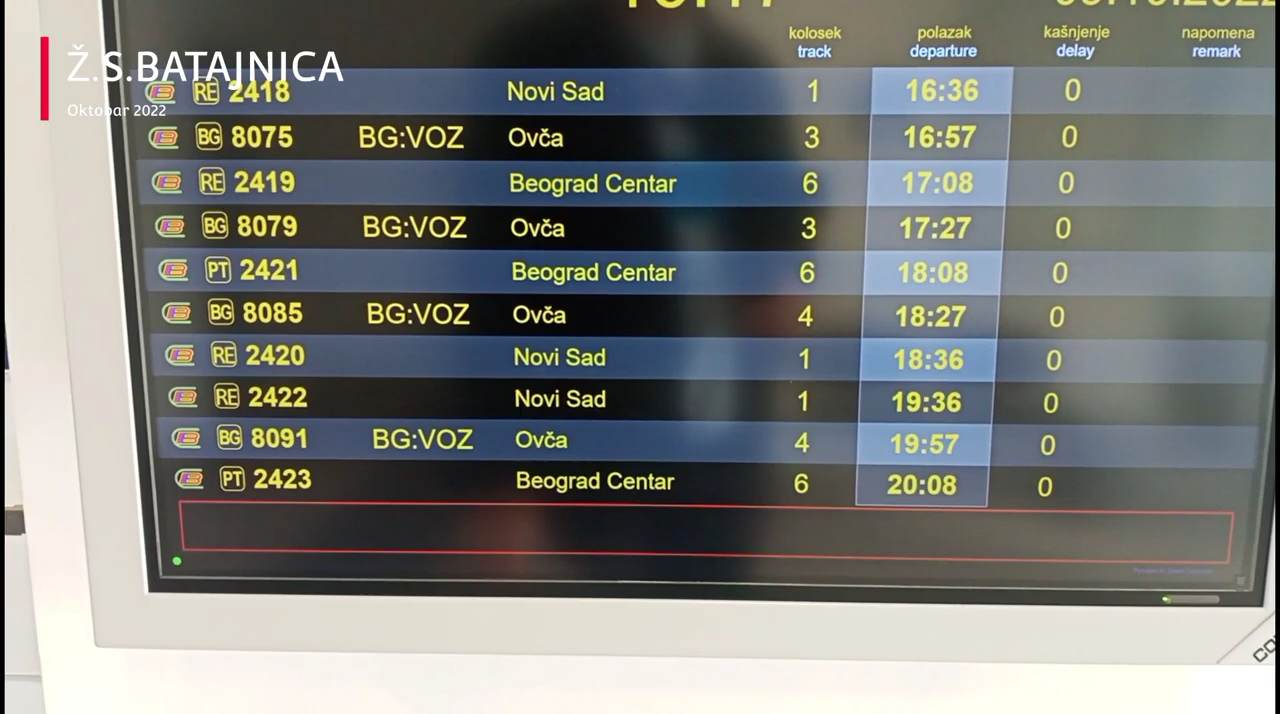 kolosek polazak kašnjenje napomena
track departure delay remark
Ž.S.BATAJNICA
Oktobar 2022
RE 2418 Novi Sad 1 16:36 0
BG 8075 BG:VOZ Ovča 3 16:57 0
RE 2419 Beograd Centar 6 17:08 0
BG 8079 BG:VOZ Ovča 3 17:27 0
PT 2421 Beograd Centar 6 18:08 0
BG 8085 BG:VOZ Ovča 4 18:27 0
RE 2420 Novi Sad 1 18:36 0
RE 2422 Novi Sad 1 19:36 0
BG 8091 BG:VOZ Ovča 4 19:57 0
PT 2423 Beograd Centar 6 20:08 0